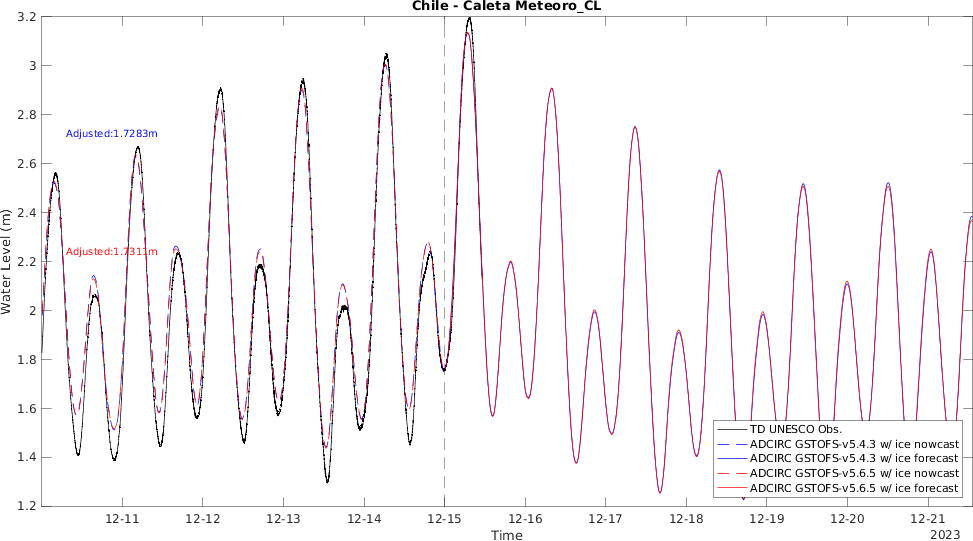 Chile - Caleta Meteoro_CL
3.2
3
2.8
2.6
2.4
2.2
2
1.8
1.6
1.4
1.2
Water Level (m)
Adjusted:1.7283m
Adjusted:1.7311m
TD UNESCO Obs.
ADCIRC GSTOFS-v5.4.3 w/ ice nowcast
ADCIRC GSTOFS-v5.4.3 w/ ice forecast
ADCIRC GSTOFS-v5.6.5 w/ ice nowcast
ADCIRC GSTOFS-v5.6.5 w/ ice forecast
12-11 12-12 12-13 12-14 12-15 12-16 12-17 12-18 12-19 12-20 12-21
2023
Time